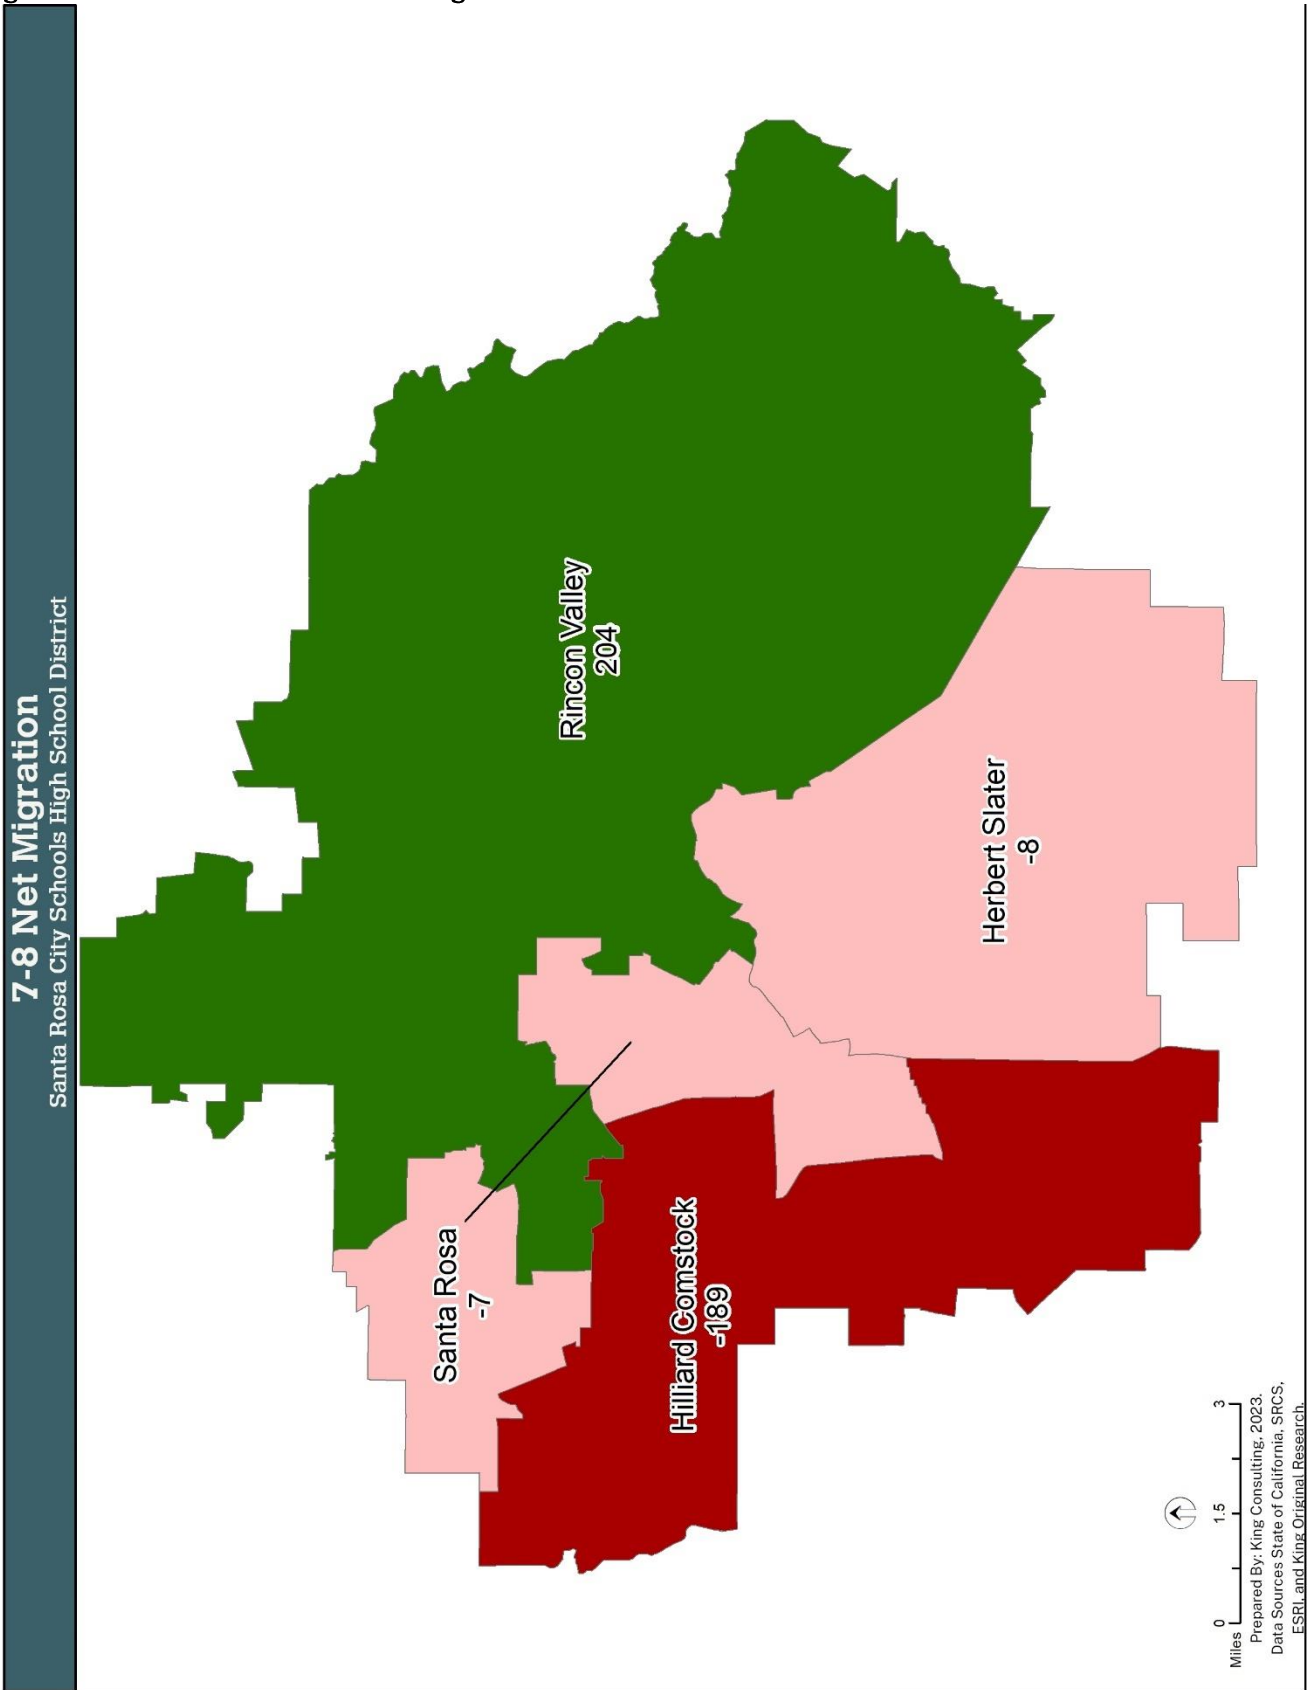 7-8 Net Migration
Santa Rosa City Schools High School District
Rincon Valley
204
Santa Rosa
-7
Hilliard Comstock
-189
Herbert Slater
-8
Miles
0
1.5
3
Prepared By: King Consulting, 2023.
Data Sources State of California, SRCS,
ESRI, and King Original Research.